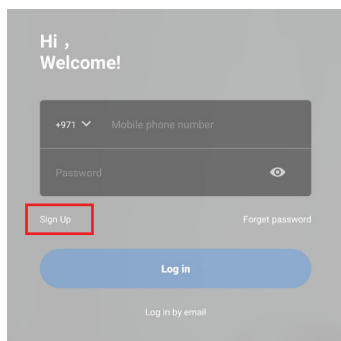 Hi ，
Welcome!
+971 Mobile phone number
Password
Sign Up Forget password
Log in
Log in by email